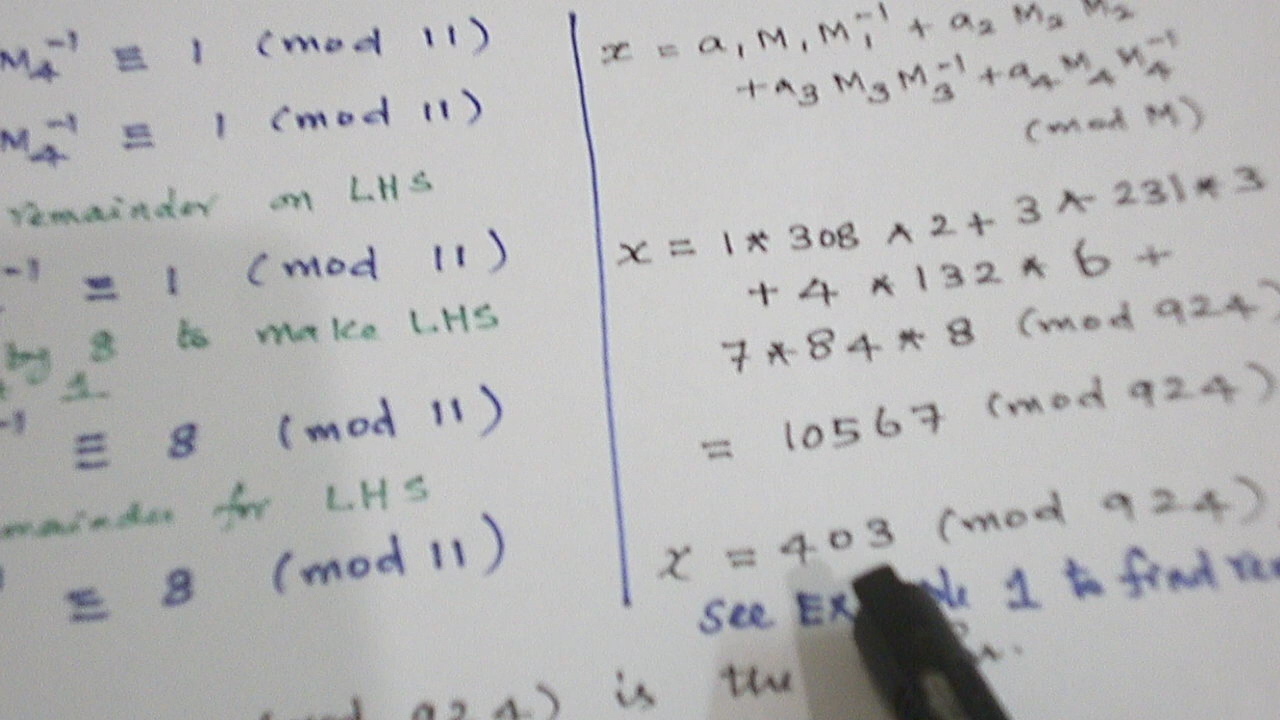 M₄⁻¹ ≡ 1 (mod 11)
M₄⁻¹ ≡ 1 (mod 11)
remainder on LHS
⁻¹ ≡ 1 (mod 11)
by 8 to make LHS
1
⁻¹ ≡ 8 (mod 11)
for LHS
≡ 8 (mod 11)
x = a₁ M₁ M₁⁻¹ + a₂ M₂ M₂
+ a₃ M₃ M₃⁻¹ + a₄ M₄ M₄⁻¹
(mod M)
x = 1 * 308 * 2 + 3 * 231 * 3
+ 4 * 132 * 6 +
7 * 84 * 8 (mod 924)
= 10567 (mod 924)
x = 403 (mod 924)
See 1 to find
924) is the